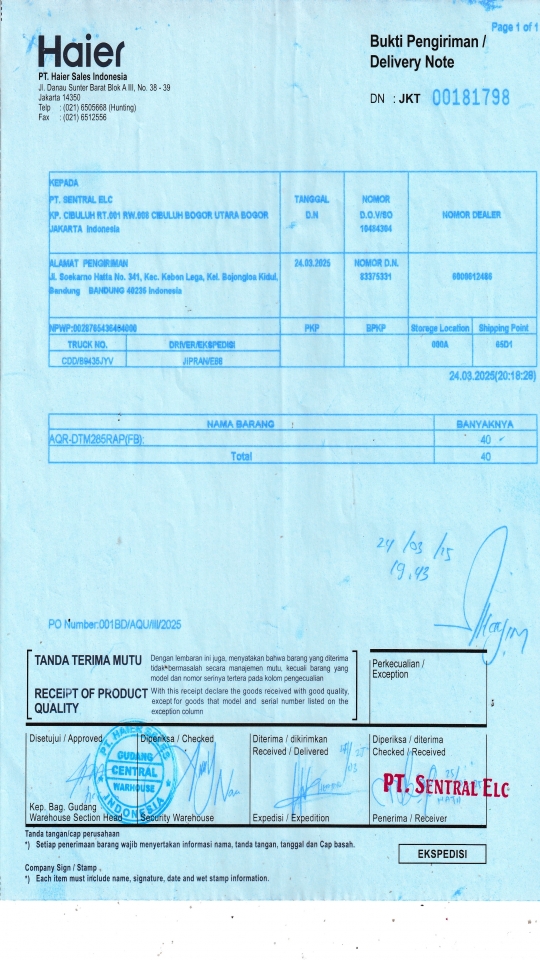 Page 1 of 1
Haier
Bukti Pengiriman /
Delivery Note
PT. Haier Sales Indonesia
Jl. Danau Sunter Barat Blok A III, No. 38 - 39
Jakarta 14350
Telp : (021) 6505668 (Hunting)
Fax : (021) 6512556
DN : JKT 00181798
KEPADA
PT. SENTRAL ELC
KP. CIBULUH RT.001 RW.008 CIBULUH BOGOR UTARA BOGOR
JAKARTA Indonesia
TANGGAL
D.N
NOMOR
D.O.V/SO
10484304
NOMOR DEALER
ALAMAT PENGIRIMAN
Jl. Soekarno Hatta No. 341, Kec. Kebon Lega, Kel. Bojongloa Kidul,
Bandung BANDUNG 40235 Indonesia
24.03.2025
NOMOR D.N.
83375331
NPWP:
PKP
BPKP
Storage Location
Shipping Point
TRUCK NO.
DRIVER/EKSPEDISI
000A
65D1
CDD/B9435JYV
JIPRAN/E88
24.03.2025(20:18:28)
NAMA BARANG
BANYAKNYA
AQR-DTM285RAP(FB);
40
Total
40
24/03/15
19.43
PO Number:001BD/AQU/III/2025
TANDA TERIMA MUTU
Dengan lembaran ini juga, menyatakan bahwa barang yang diterima
tidak bermasalah secara manajemen mutu, kecuali barang yang
model dan nomor serinya tertera pada kolom pengecualian
RECEIPT OF PRODUCT
QUALITY
With this receipt declare the goods received with good quality,
except for goods that model and serial number listed on the
exception column
Perkecualian /
Exception
Disetujui / Approved
Diperiksa / Checked
Diterima / dikirimkan
Received / Delivered
Diperiksa / diterima
Checked / Received
HAIER SALES
GUDANG
CENTRAL
WAREHOUSE
INDONESIA
PT. SENTRAL ELC
Kep. Bag. Gudang
Warehouse Section Head
Security Warehouse
Expedisi / Expedition
Penerima / Receiver
Tanda tangan/cap perusahaan
*) Setiap penerimaan barang wajib menyertakan informasi nama, tanda tangan, tanggal dan Cap basah.
EKSPEDISI
Company Sign / Stamp
*) Each item must include name, signature, date and wet stamp information.